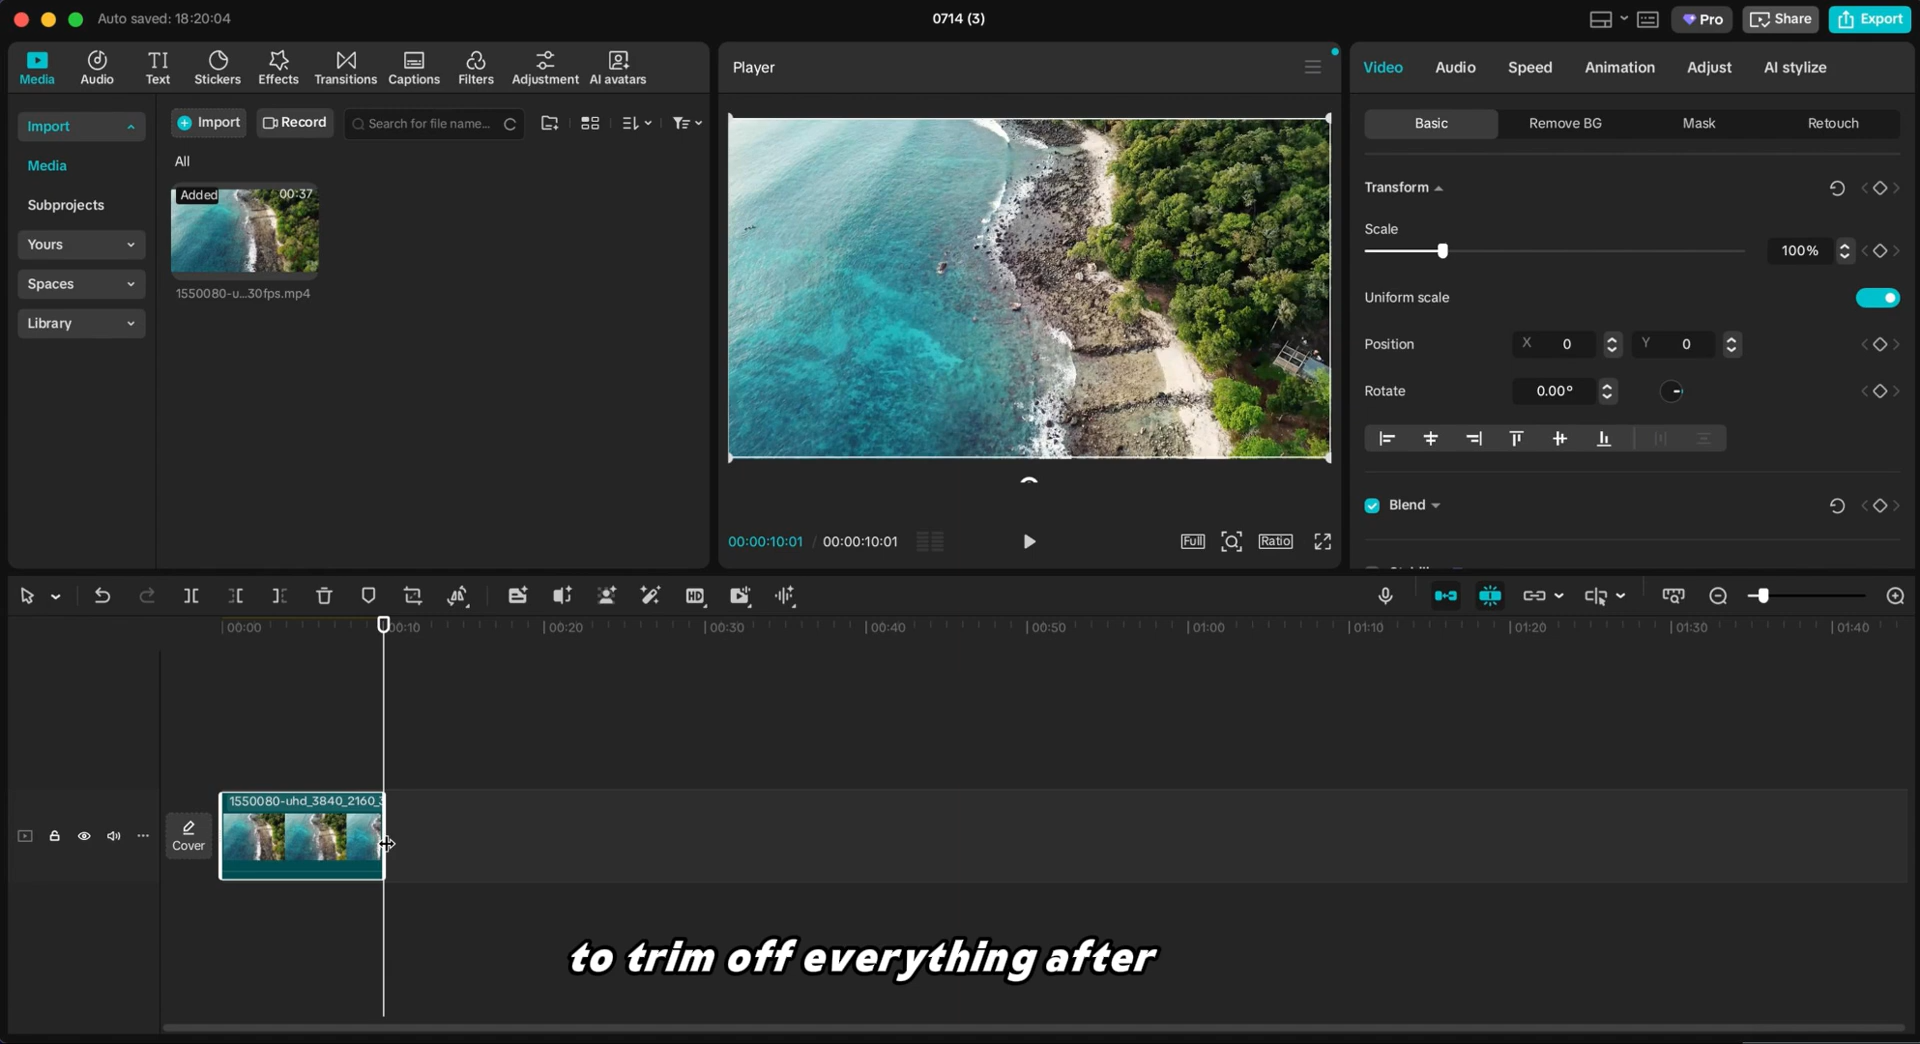 Auto saved: 18:20:04
0714 (3)
Pro
Share
Export
Media
Audio
Text
Stickers
Effects
Transitions
Captions
Filters
Adjustment
AI avatars
Import
Media
Subprojects
Yours
Spaces
Library
Import
Record
Search for file name...
All
Added
00:37
1550080-u...30fps.mp4
Player
00:00:10:01 / 00:00:10:01
Full
Ratio
Video
Audio
Speed
Animation
Adjust
AI stylize
Basic
Remove BG
Mask
Retouch
Transform
Scale
100%
Uniform scale
Position
X 0
Y 0
Rotate
0.00°
Blend
HD
00:00
00:10
00:20
00:30
00:40
00:50
01:00
01:10
01:20
01:30
01:40
Cover
1550080-uhd_3840_2160_3
to trim off everything after